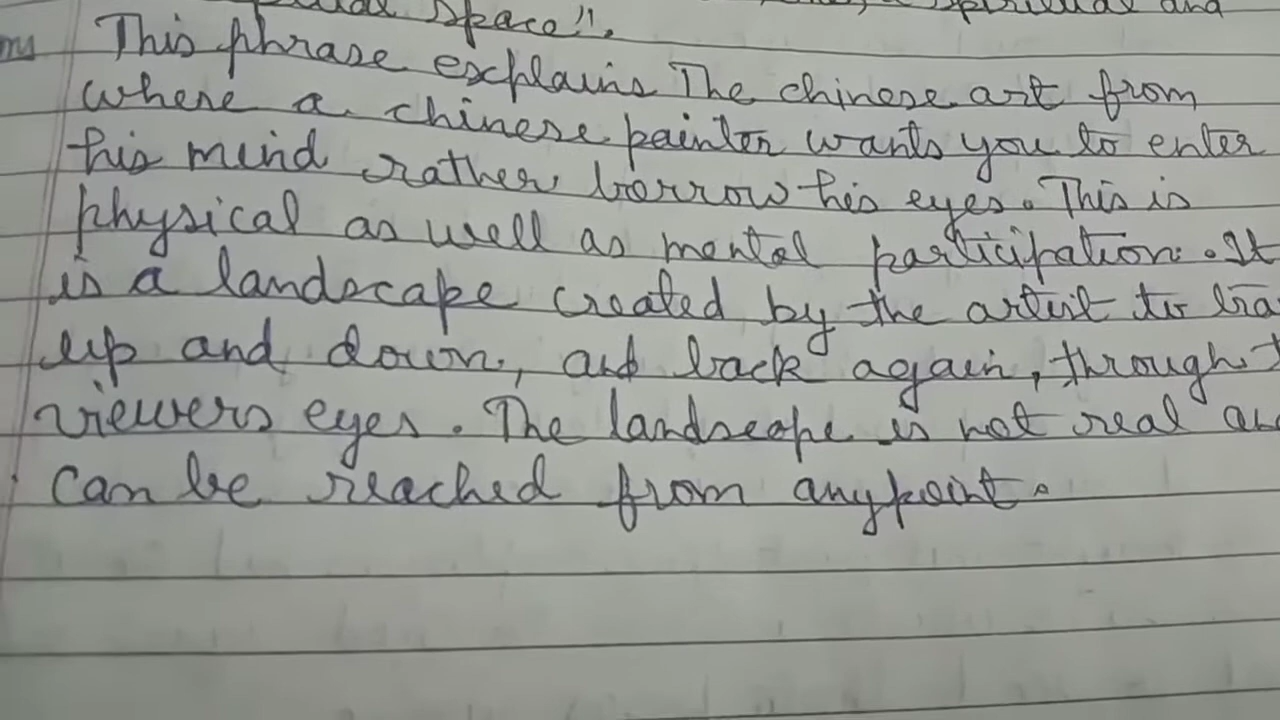 space".
spiritual and
This phrase explains The chinese art from
where a chinese painter wants you to enter
his mind rather borrow his eyes. This is
physical as well as mental participation. It
is a landscape created by the artist to
up and down, and back again, through
viewers eyes. The landscape is not real
can be reached from anypoint.